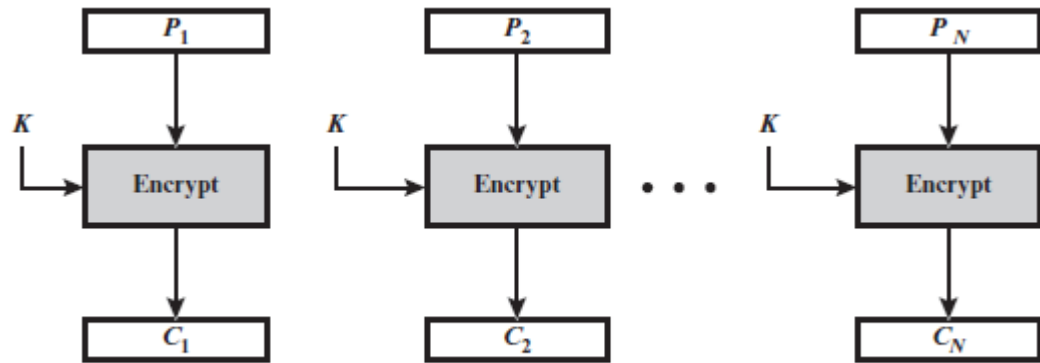 P1 P2 PN
K K K
Encrypt Encrypt • • • Encrypt
C1 C2 CN